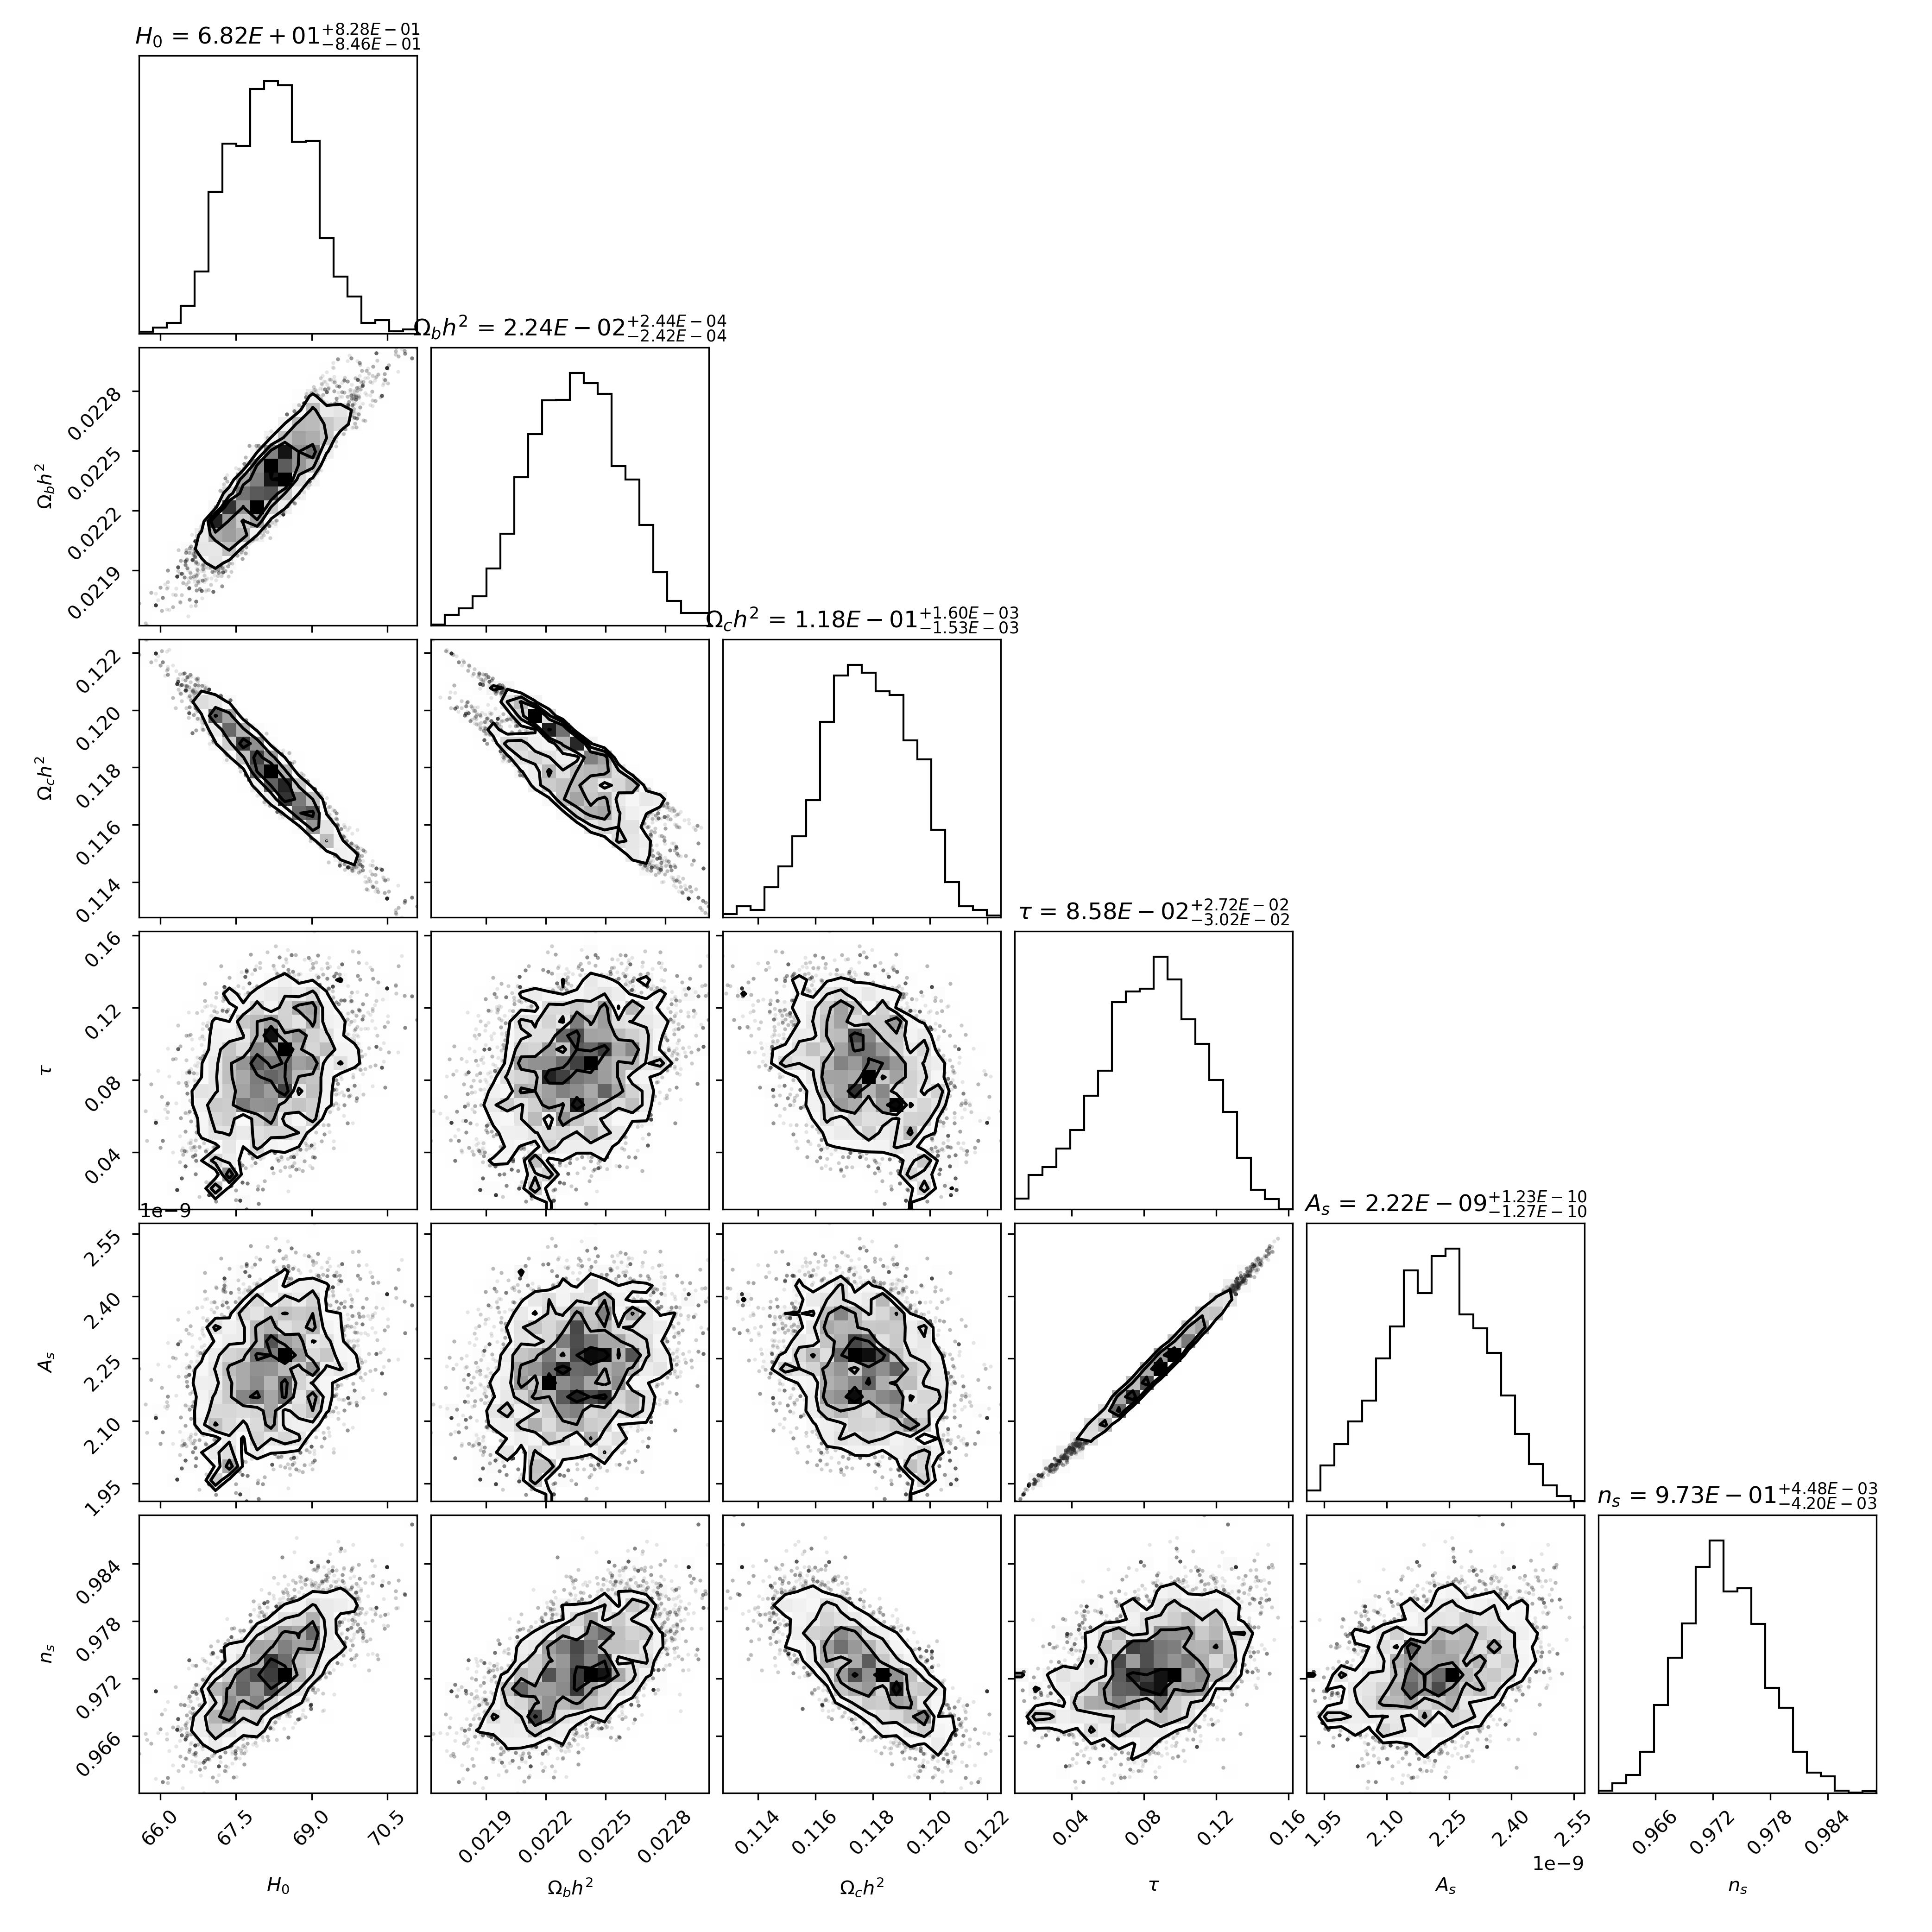 H_0 = 6.82E + 01^{+8.28E − 01}_{−8.46E − 01}
Ω_b h^2 = 2.24E − 02^{+2.44E − 04}_{−2.42E − 04}
0.0228
0.0225
0.0222
0.0219
Ω_b h^2
Ω_c h^2 = 1.18E − 01^{+1.60E − 03}_{−1.53E − 03}
0.122
0.120
0.118
0.116
0.114
Ω_c h^2
τ = 8.58E − 02^{+2.72E − 02}_{−3.02E − 02}
0.16
0.12
0.08
0.04
τ
A_s = 2.22E − 09^{+1.23E − 10}_{−1.27E − 10}
1e−9
2.55
2.40
2.25
2.10
1.95
A_s
n_s = 9.73E − 01^{+4.48E − 03}_{−4.20E − 03}
0.984
0.978
0.972
0.966
n_s
66.0 67.5 69.0 70.5
0.0219 0.0222 0.0225 0.0228
0.114 0.116 0.118 0.120 0.122
0.04 0.08 0.12 0.16
1.95 2.10 2.25 2.40 2.55
1e−9
0.966 0.972 0.978 0.984
H_0 Ω_b h^2 Ω_c h^2 τ A_s n_s